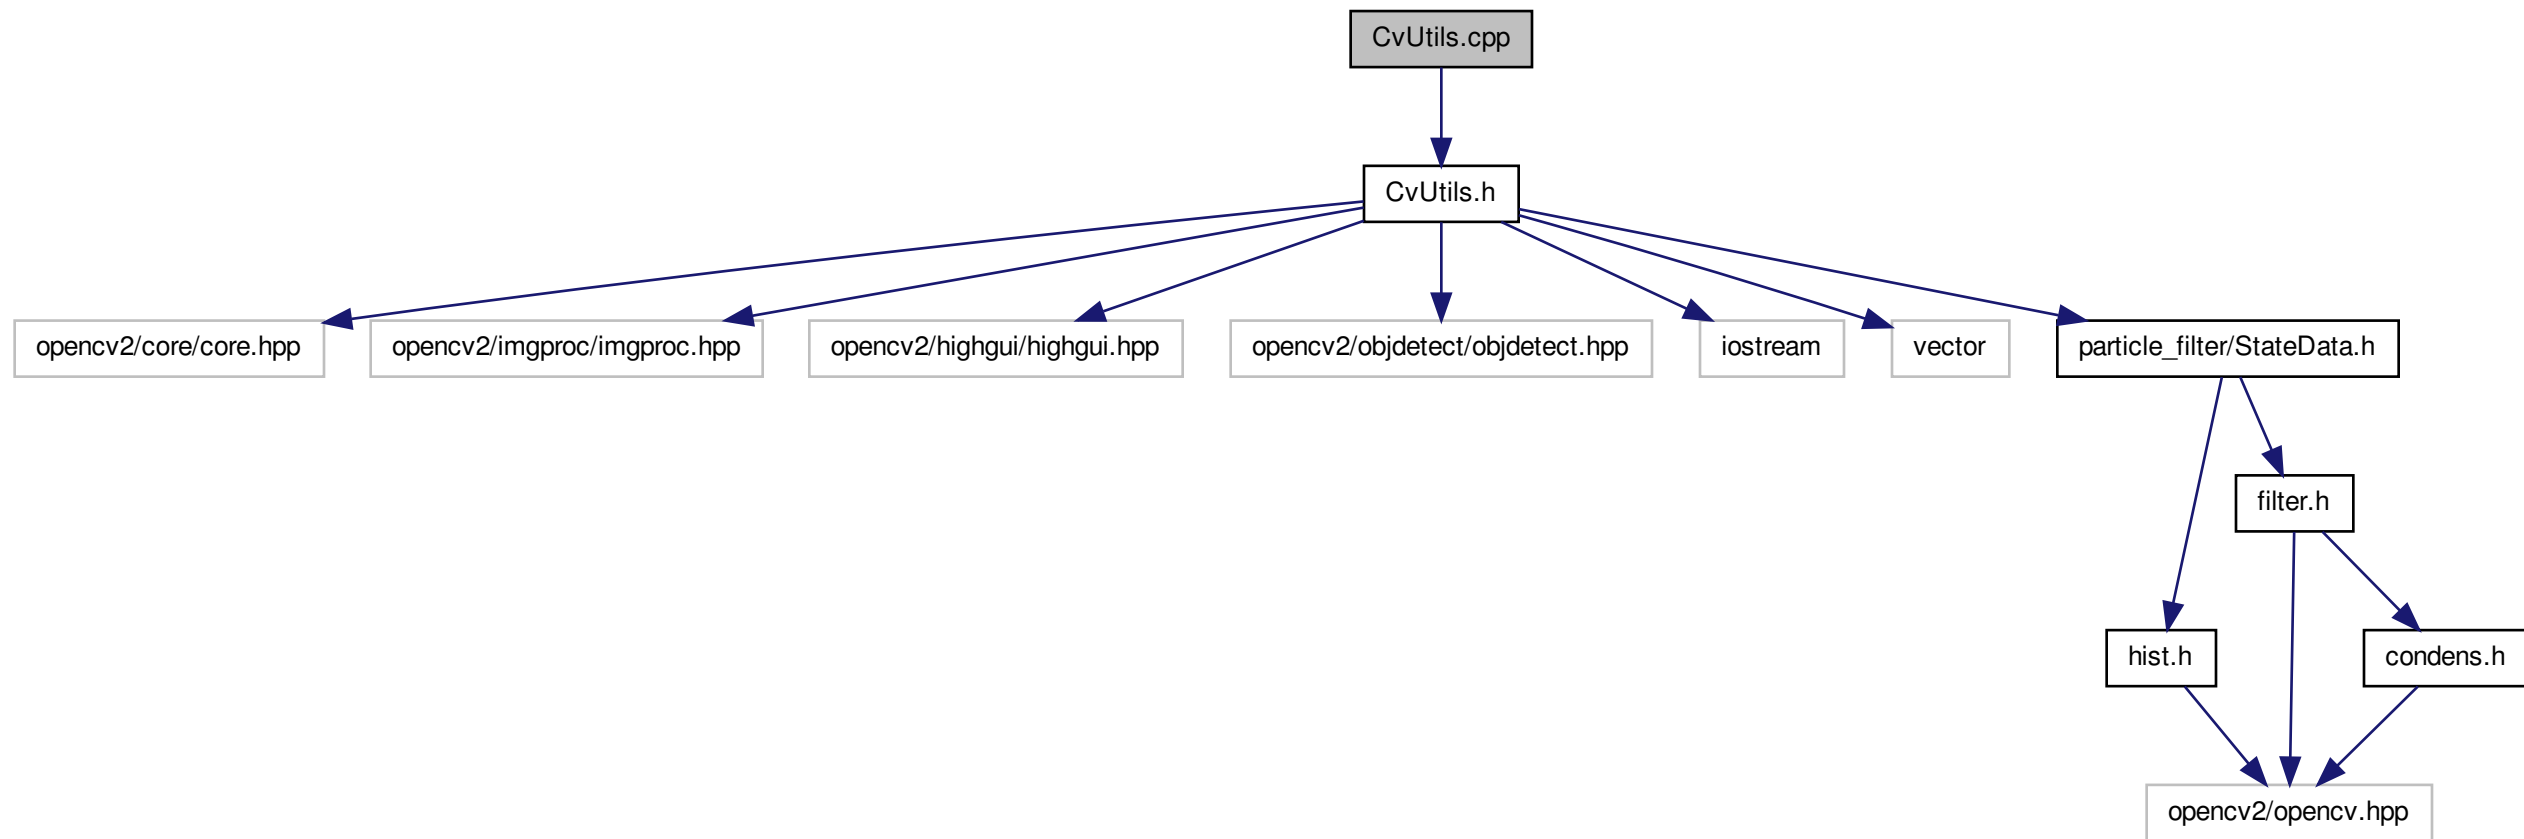 CvUtils.cpp
CvUtils.h
opencv2/core/core.hpp
opencv2/imgproc/imgproc.hpp
opencv2/highgui/highgui.hpp
opencv2/objdetect/objdetect.hpp
iostream
vector
particle_filter/StateData.h
filter.h
hist.h
condens.h
opencv2/opencv.hpp